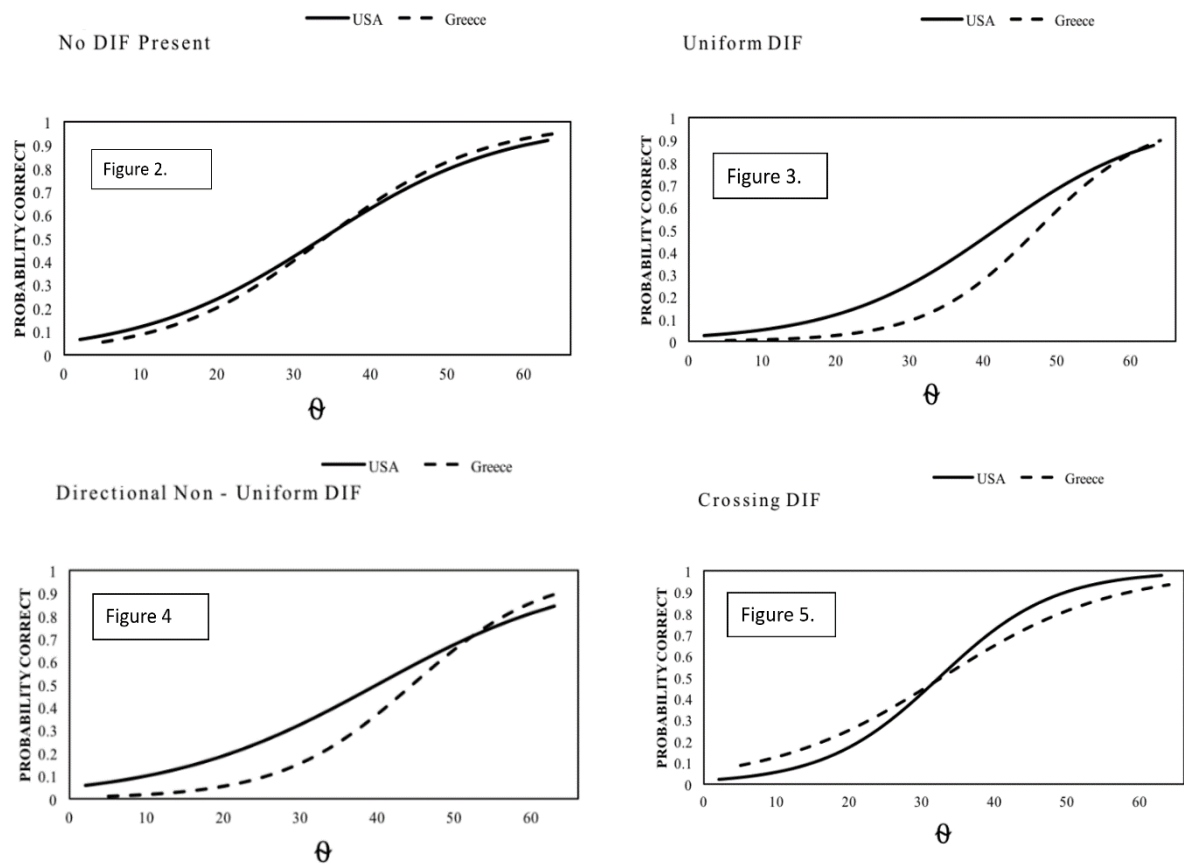 USA Greece
No DIF Present
1
0.9
0.8
0.7
0.6
0.5
0.4
0.3
0.2
0.1
0
PROBABILITY CORRECT
Figure 2.
0 10 20 30 40 50 60
ϑ
USA Greece
Uniform DIF
1
0.9
0.8
0.7
0.6
0.5
0.4
0.3
0.2
0.1
0
PROBABILITY CORRECT
Figure 3.
0 10 20 30 40 50 60
ϑ
USA Greece
Directional Non - Uniform DIF
1
0.9
0.8
0.7
0.6
0.5
0.4
0.3
0.2
0.1
0
PROBABILITY CORRECT
Figure 4
0 10 20 30 40 50 60
ϑ
USA Greece
Crossing DIF
1
0.9
0.8
0.7
0.6
0.5
0.4
0.3
0.2
0.1
0
PROBABILITY CORRECT
Figure 5.
0 10 20 30 40 50 60
ϑ